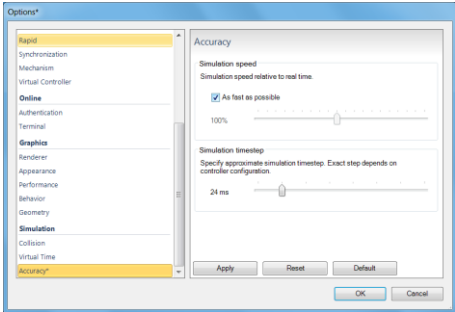 Options*
Rapid
Synchronization
Mechanism
Virtual Controller
Online
Authentication
Terminal
Graphics
Renderer
Appearance
Performance
Behavior
Geometry
Simulation
Collision
Virtual Time
Accuracy*
Accuracy
Simulation speed
Simulation speed relative to real time.
As fast as possible
100%
Simulation timestep
Specify approximate simulation timestep. Exact step depends on
controller configuration.
24 ms
Apply Reset Default
OK Cancel